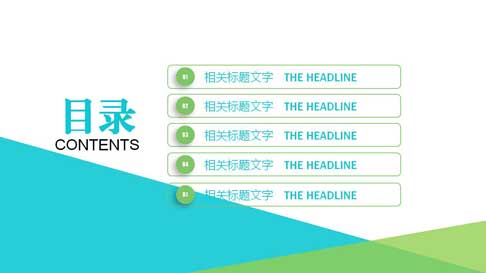 目录
CONTENTS
01 相关标题文字 THE HEADLINE
02 相关标题文字 THE HEADLINE
03 相关标题文字 THE HEADLINE
04 相关标题文字 THE HEADLINE
05 相关标题文字 THE HEADLINE